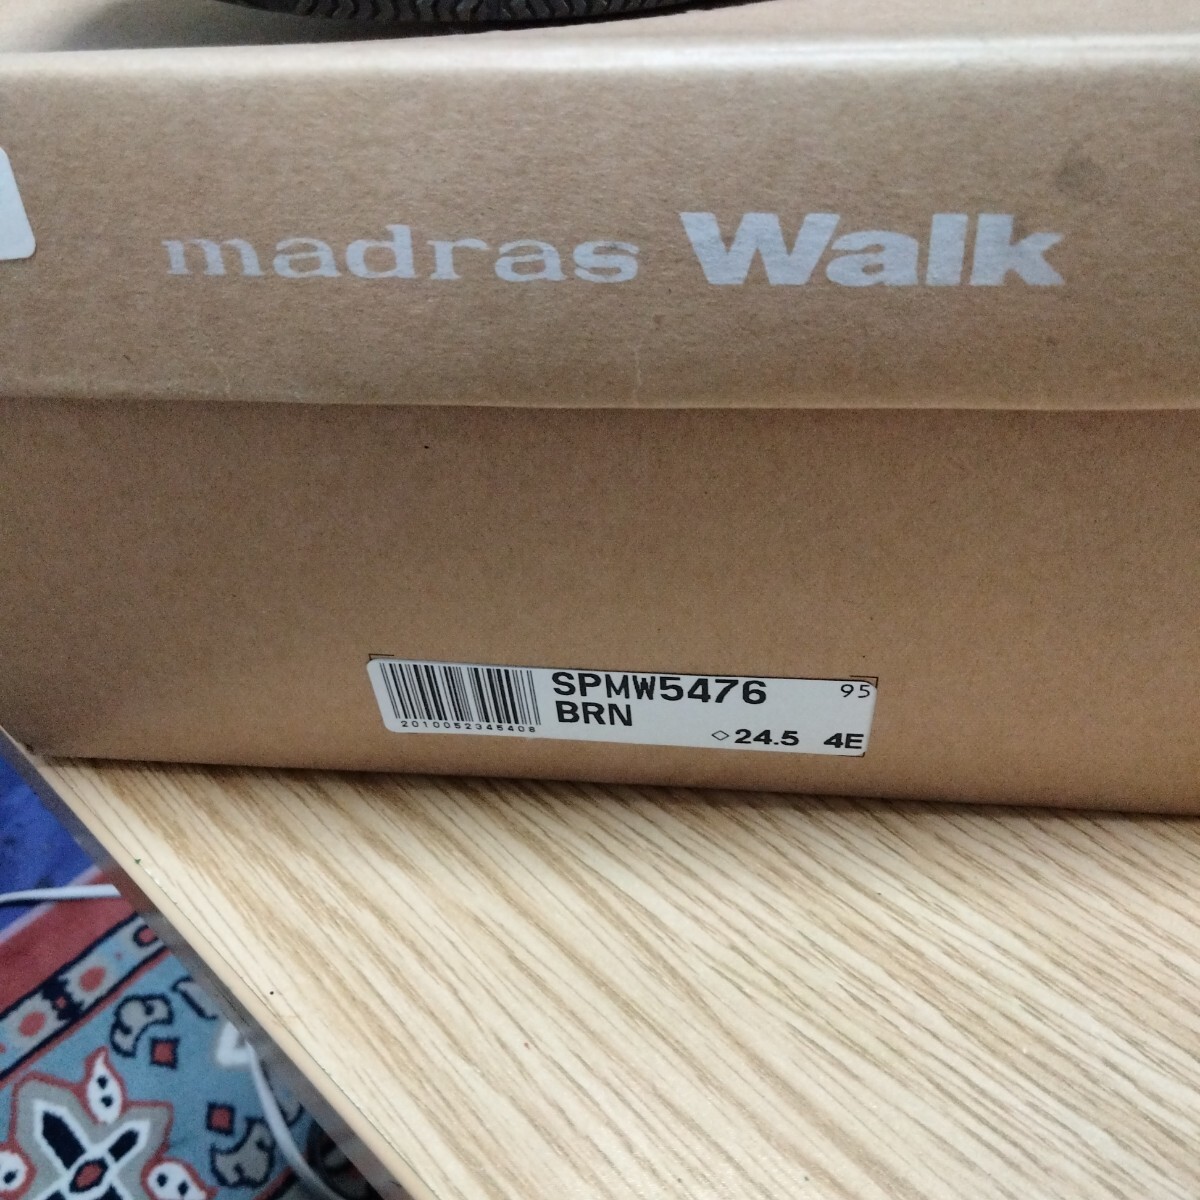 madras Walk
SPMW5476 95
BRN
2010052345408
◇24.5 4E